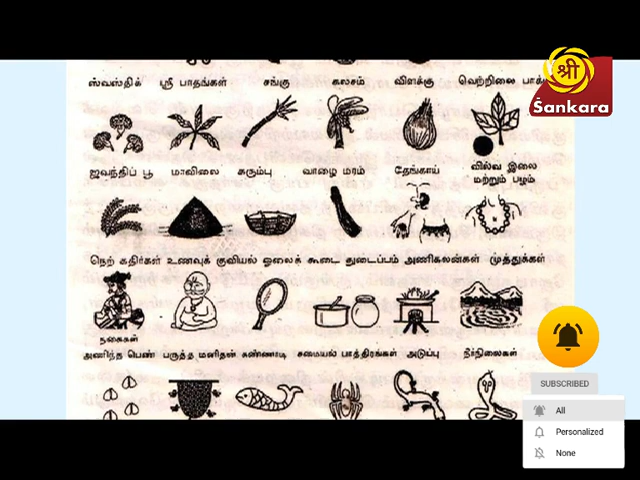 ஸ்வஸ்திக் ஸ்ரீ பாதங்கள் சங்கு கலசம் விளக்கு வெற்றிலை பாக்
ஜவந்திப் பூ மாவிலை கரும்பு வாழை மரம் தேங்காய் வில்வ இலை
மற்றும் பழம்
நெற் கதிர்கள் உணவுக் குவியல் ஓலைக் கூடை துடைப்பம் அணிகலன்கள் முத்துக்கள்
நகைகள்
அணிந்த பெண் பருத்த மனிதன் கண்ணாடி சமையல் பாத்திரங்கள் அடுப்பு நீர்நிலைகள்
श्री
Sankara
SUBSCRIBED
All
Personalized
None